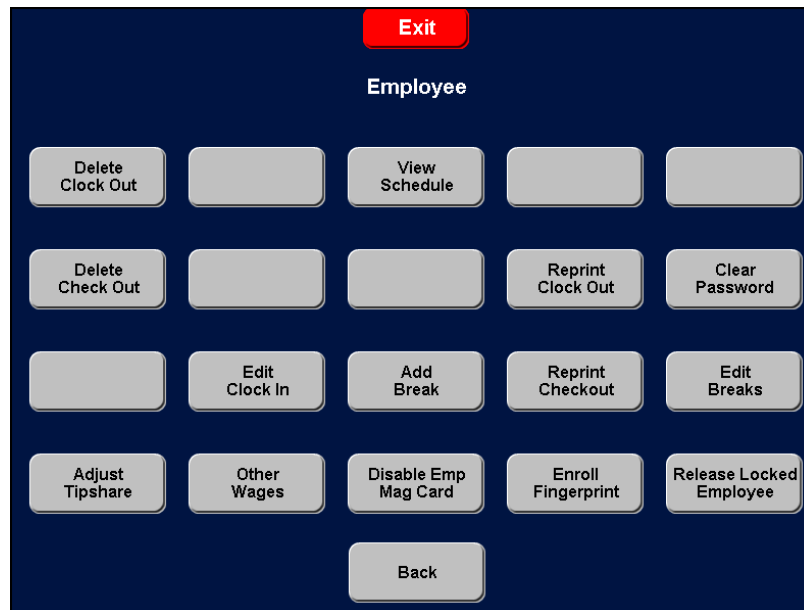 Exit
Employee
Delete
Clock Out
View
Schedule
Delete
Check Out
Reprint
Clock Out
Clear
Password
Edit
Clock In
Add
Break
Reprint
Checkout
Edit
Breaks
Adjust
Tipshare
Other
Wages
Disable Emp
Mag Card
Enroll
Fingerprint
Release Locked
Employee
Back